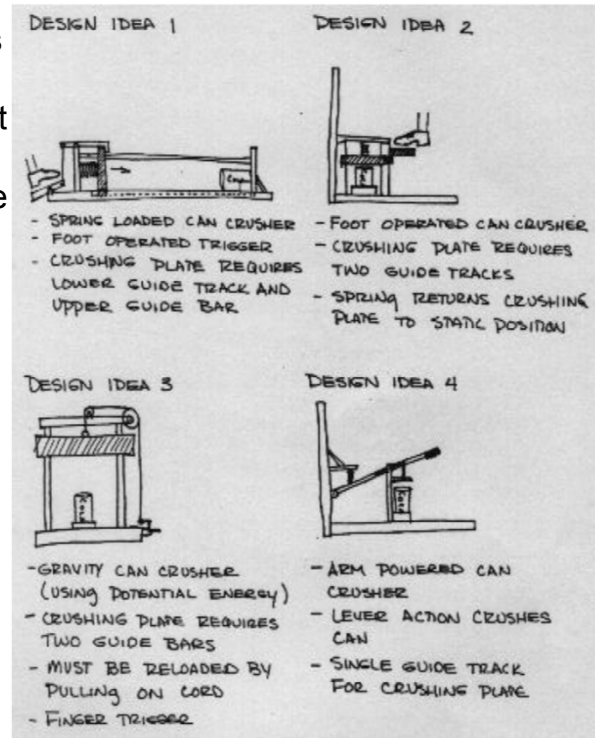 DESIGN IDEA 1
- SPRING LOADED CAN CRUSHER
- FOOT OPERATED TRIGGER
- CRUSHING PLATE REQUIRES
LOWER GUIDE TRACK AND
UPPER GUIDE BAR
DESIGN IDEA 2
- FOOT OPERATED CAN CRUSHER
- CRUSHING PLATE REQUIRES
TWO GUIDE TRACKS
- SPRING RETURNS CRUSHING
PLATE TO STATIC POSITION
DESIGN IDEA 3
- GRAVITY CAN CRUSHER
(USING POTENTIAL ENERGY)
- CRUSHING PLATE REQUIRES
TWO GUIDE BARS
- MUST BE RELOADED BY
PULLING ON CORD
- FINGER TRIGGER
DESIGN IDEA 4
- ARM POWERED CAN
CRUSHER
- LEVER ACTION CRUSHES
CAN
- SINGLE GUIDE TRACK
FOR CRUSHING PLATE